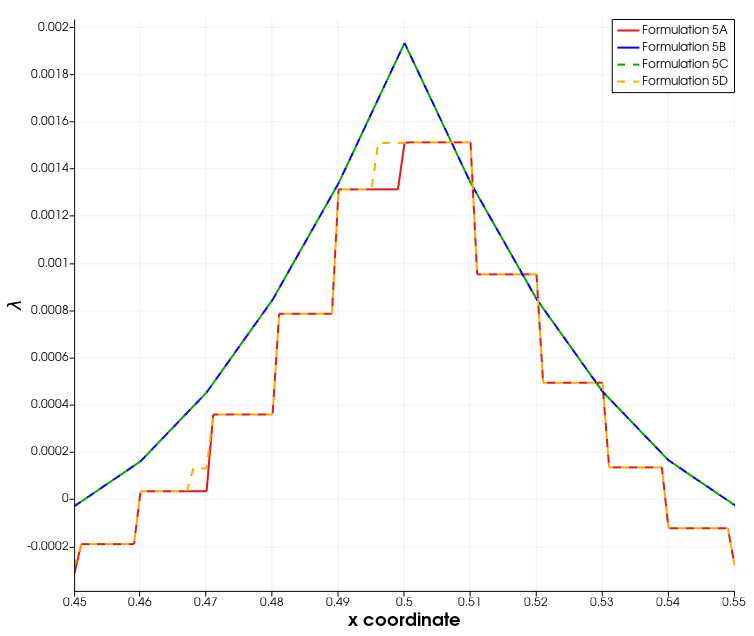 0.002
0.0018
0.0016
0.0014
0.0012
0.001
0.0008
0.0006
0.0004
0.0002
0
-0.0002
λ
0.45 0.46 0.47 0.48 0.49 0.5 0.51 0.52 0.53 0.54 0.55
x coordinate
Formulation 5A
Formulation 5B
Formulation 5C
Formulation 5D